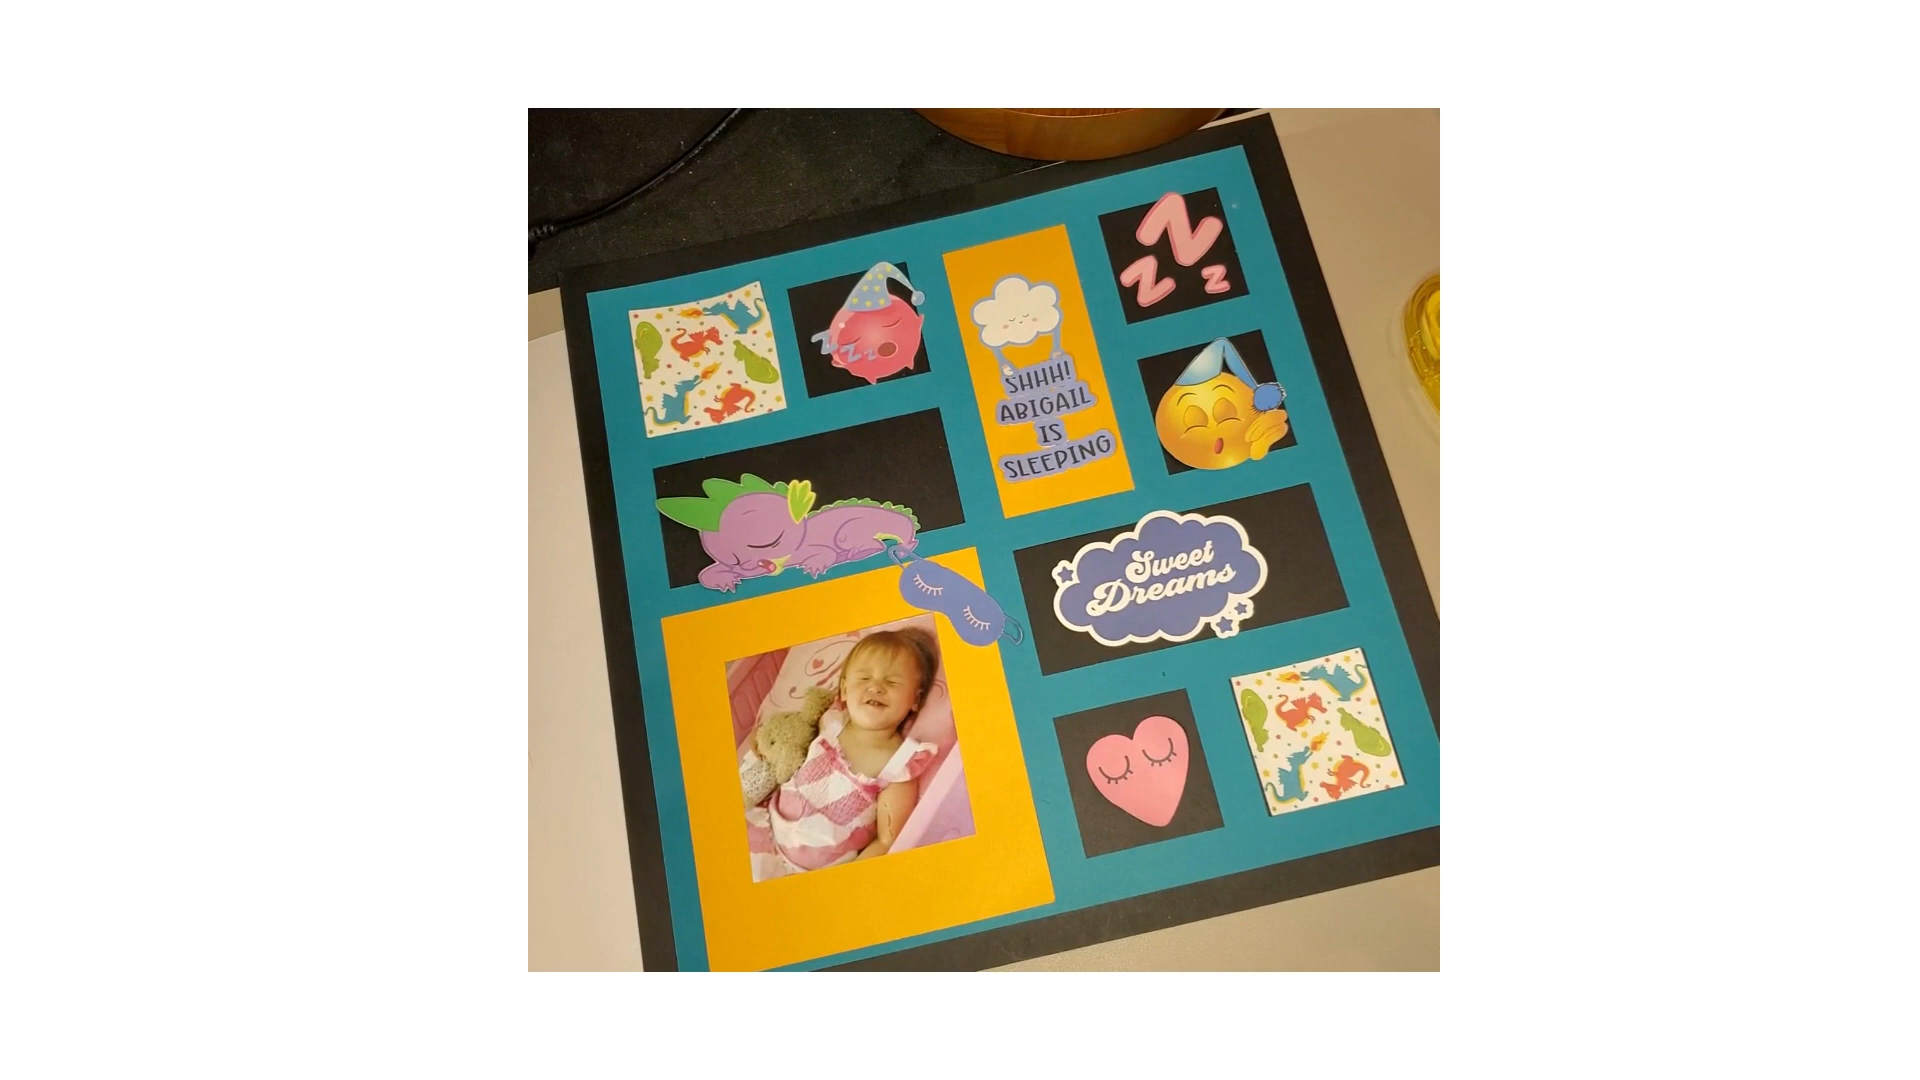 Z Z Z
SHHH!
ABIGAIL
IS
SLEEPING
Z
Z Z
Sweet
Dreams